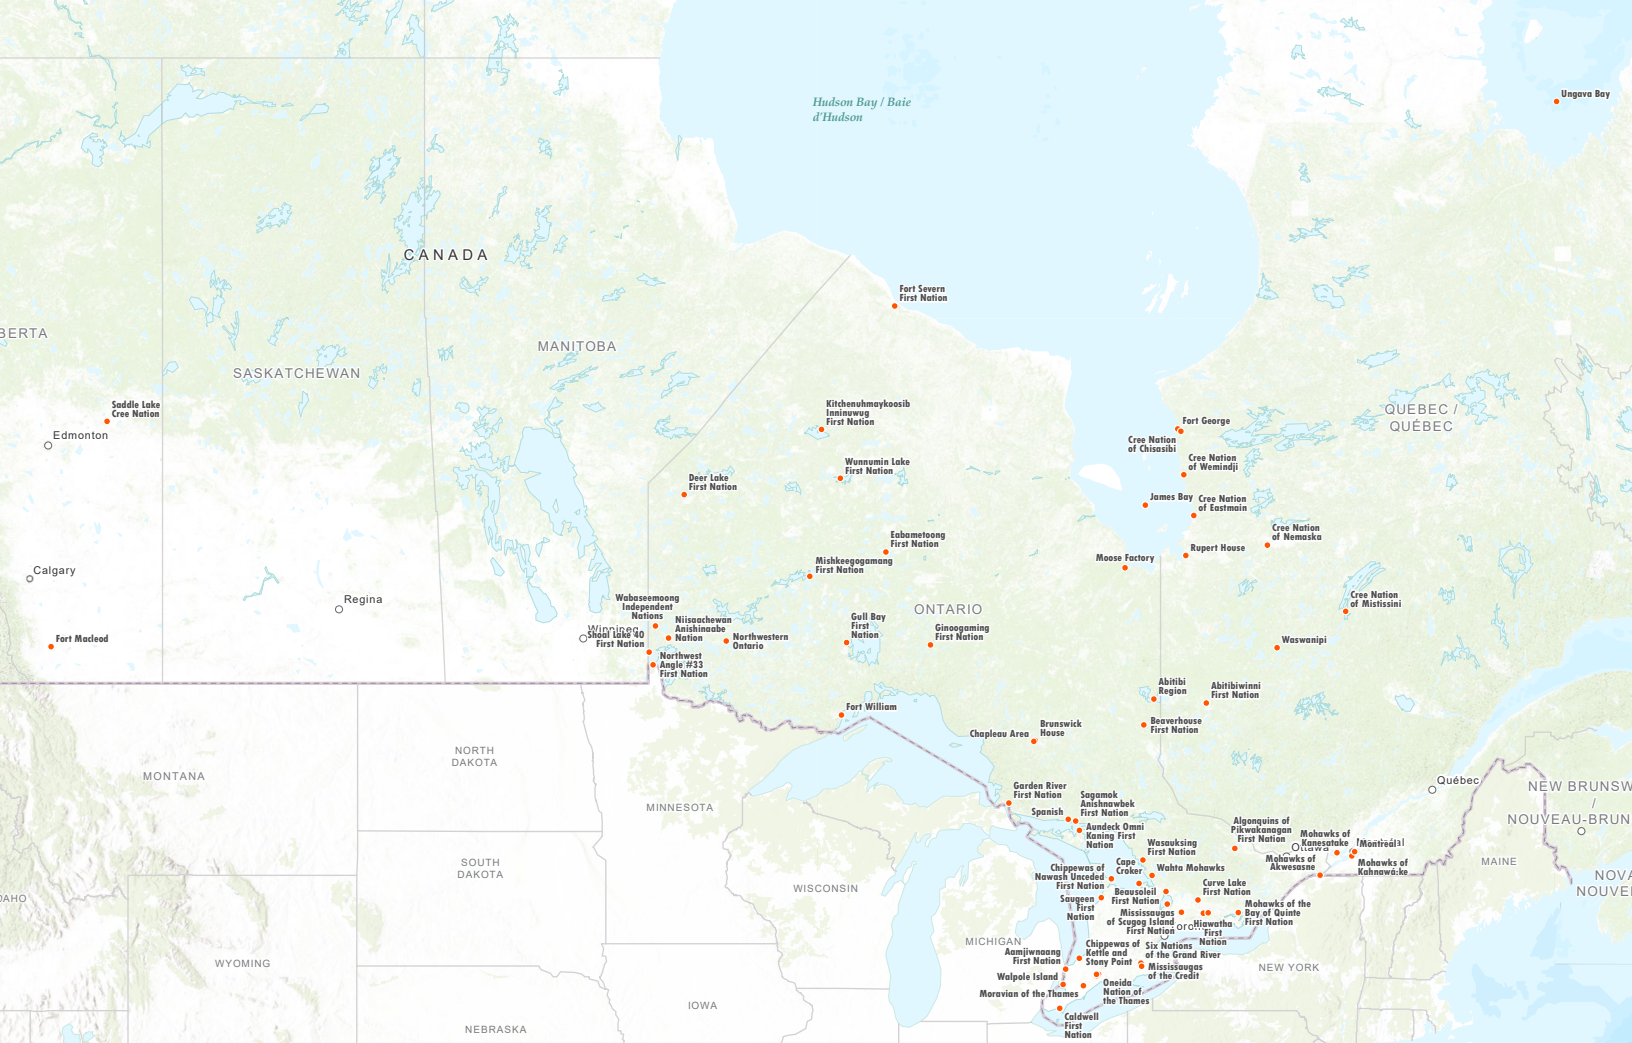 Ungava Bay
Hudson Bay / Baie
d'Hudson
CANADA
Fort Severn
First Nation
BERTA
MANITOBA
SASKATCHEWAN
Saddle Lake
Cree Nation
Edmonton
Kitchenuhmaykoosib
Inninuwug
First Nation
QUEBEC /
QUÉBEC
Fort George
Cree Nation
of Chisasibi
Cree Nation
of Wemindji
Wunnumin Lake
First Nation
Deer Lake
First Nation
James Bay
Cree Nation
of Eastmain
Cree Nation
of Nemaska
Eabametoong
First Nation
Rupert House
Moose Factory
Mishkeegogamang
First Nation
Calgary
Regina
Cree Nation
of Mistissini
Wabaseemoong
Independent
Nations
ONTARIO
Gull Bay
First
Nation
Niisaachewan
Anishinaabe
Nation
Winnipeg
Shoal Lake 40
First Nation
Northwestern
Ontario
Ginoogaming
First Nation
Fort Macleod
Waswanipi
Northwest
Angle #33
First Nation
Abitibi
Region
Abitibiwinni
First Nation
Fort William
Beaverhouse
First Nation
Brunswick
House
Chapleau Area
NORTH
DAKOTA
MONTANA
Québec
Garden River
First Nation
NEW BRUNSW
/
NOUVEAU-BRUN
Sagamok
Anishnawbek
First Nation
Spanish
MINNESOTA
Aundeck Omni
Kaning First
Nation
Algonquins of
Pikwakanagan
First Nation
Mohawks of
Kanesatake
Montréal
Ottawa
Wasauksing
First Nation
Mohawks of
Akwesasne
Mohawks of
Kahnawá:ke
MAINE
SOUTH
DAKOTA
Cape
Croker
Wahta Mohawks
Chippewas of
Nawash Unceded
First Nation
NOVA
NOUVE
Curve Lake
First Nation
WISCONSIN
Beausoleil
First Nation
DAHO
Saugeen
First
Nation
Mohawks of the
Bay of Quinte
First Nation
Mississaugas
of Scugog Island
First Nation
Hiawatha
First
Nation
MICHIGAN
Chippewas of
Kettle and
Stony Point
Six Nations
of the Grand River
Aamjiwnaang
First Nation
WYOMING
NEW YORK
Mississaugas
of the Credit
Walpole Island
Moravian of the Thames
Oneida
Nation of
the Thames
IOWA
Caldwell
First
Nation
NEBRASKA